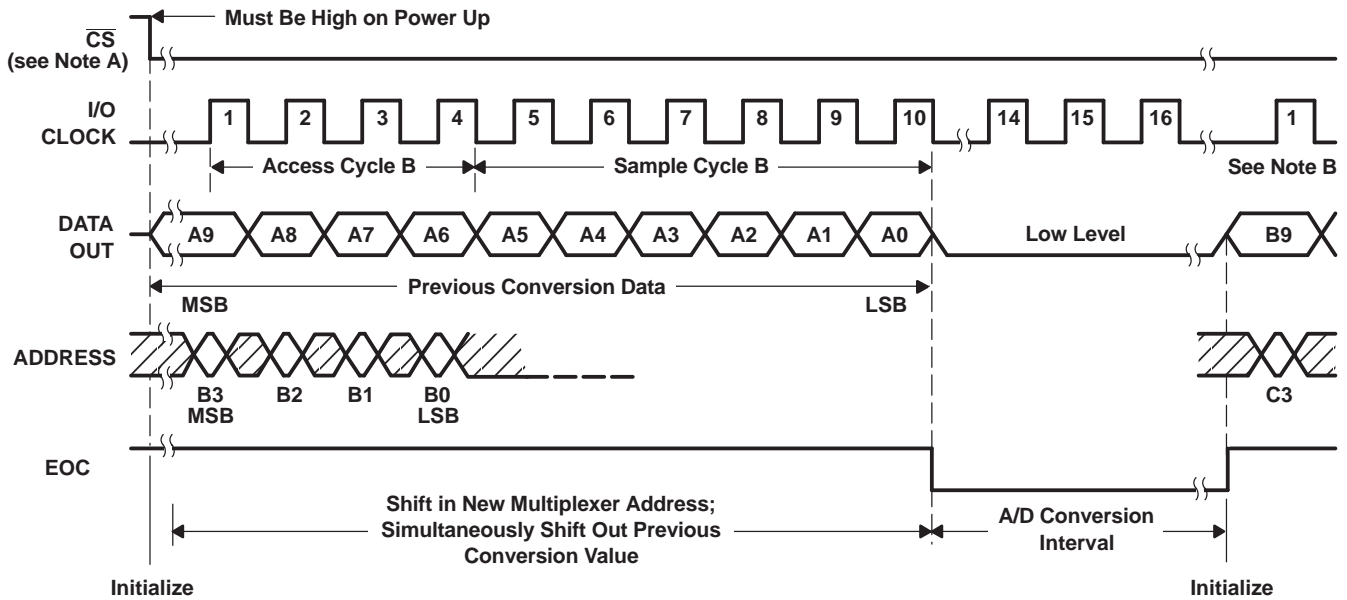 Must Be High on Power Up
CS
(see Note A)
I/O
CLOCK
1 2 3 4 5 6 7 8 9 10 14 15 16 1
Access Cycle B Sample Cycle B See Note B
DATA
OUT
A9 A8 A7 A6 A5 A4 A3 A2 A1 A0 Low Level B9
Previous Conversion Data
MSB LSB
ADDRESS
B3 B2 B1 B0 C3
MSB LSB
EOC
Shift in New Multiplexer Address;
Simultaneously Shift Out Previous
Conversion Value
A/D Conversion
Interval
Initialize Initialize